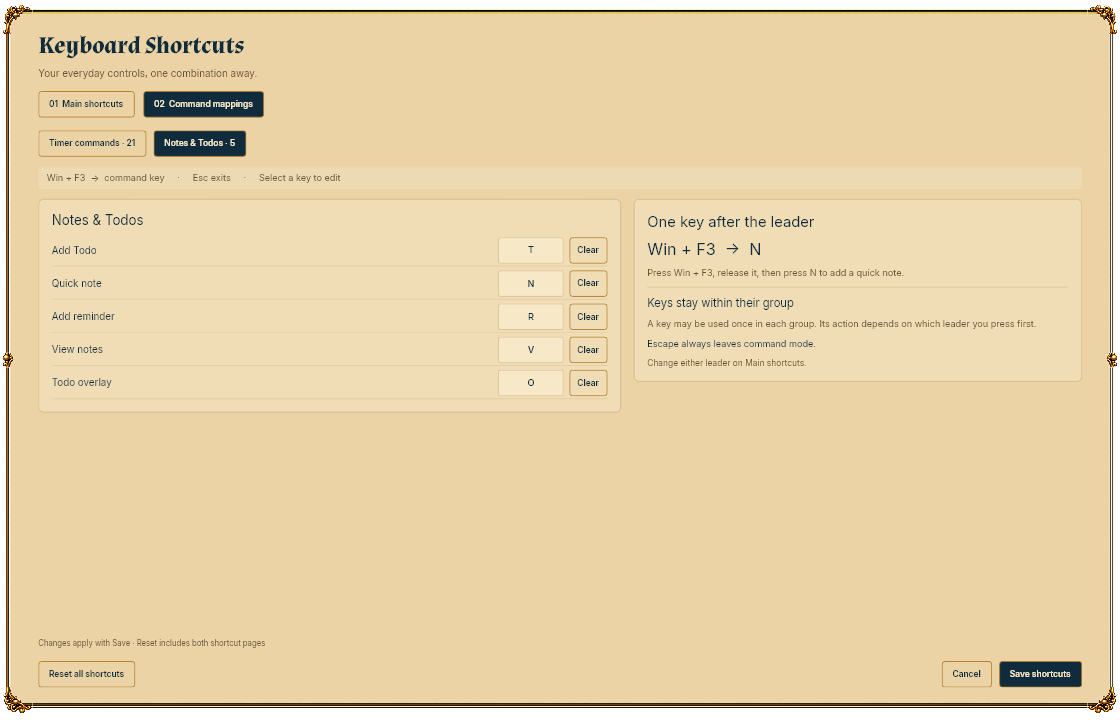 Keyboard Shortcuts
Your everyday controls, one combination away.
01 Main shortcuts
02 Command mappings
Timer commands · 21
Notes & Todos · 5
Win + F3 → command key · Esc exits · Select a key to edit
Notes & Todos
Add Todo T Clear
Quick note N Clear
Add reminder R Clear
View notes V Clear
Todo overlay O Clear
One key after the leader
Win + F3 → N
Press Win + F3, release it, then press N to add a quick note.
Keys stay within their group
A key may be used once in each group. Its action depends on which leader you press first.
Escape always leaves command mode.
Change either leader on Main shortcuts.
Changes apply with Save · Reset includes both shortcut pages
Reset all shortcuts
Cancel
Save shortcuts